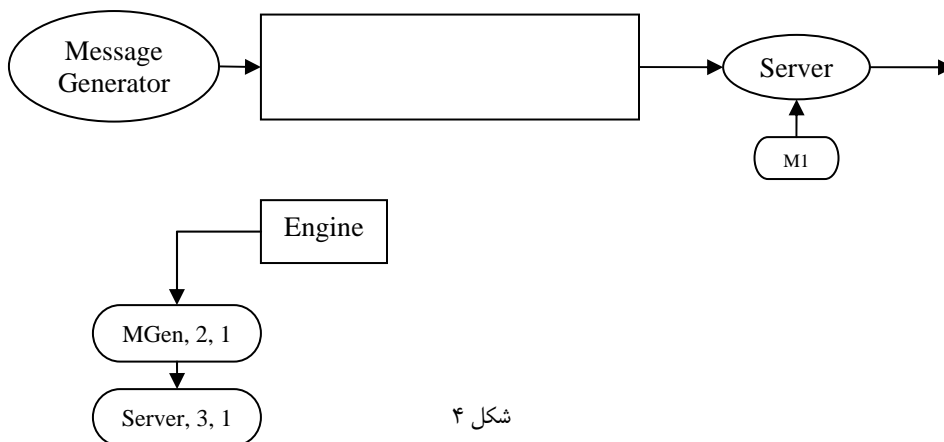 Message
Generator
Server
M1
Engine
MGen, 2, 1
Server, 3, 1
شکل ۴